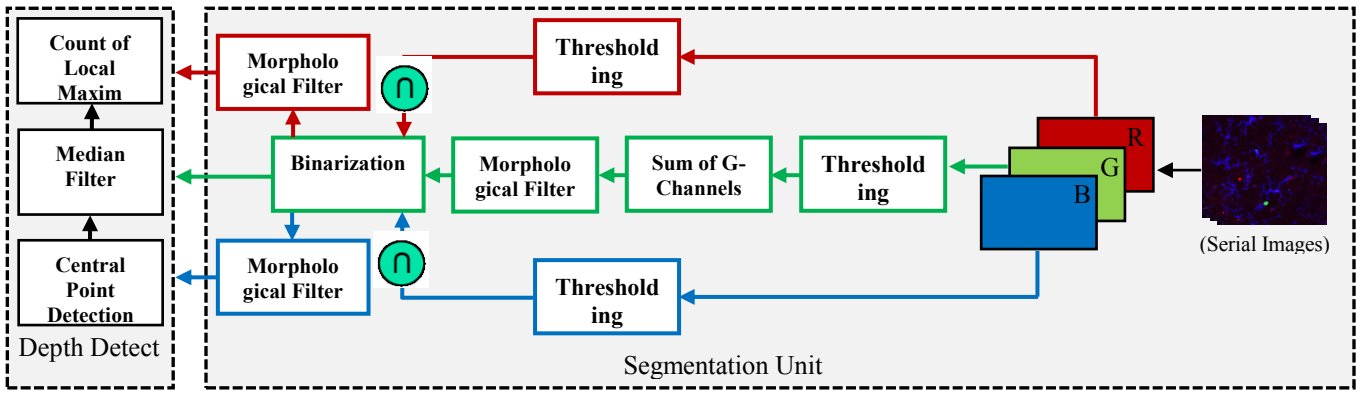 Count of
Local
Maxim
Median
Filter
Central
Point
Detection
Depth Detect
Morpholo
gical Filter
∩
Threshold
ing
Binarization
Morpholo
gical Filter
Sum of G-
Channels
Threshold
ing
Morpholo
gical Filter
∩
Threshold
ing
R
G
B
(Serial Images)
Segmentation Unit